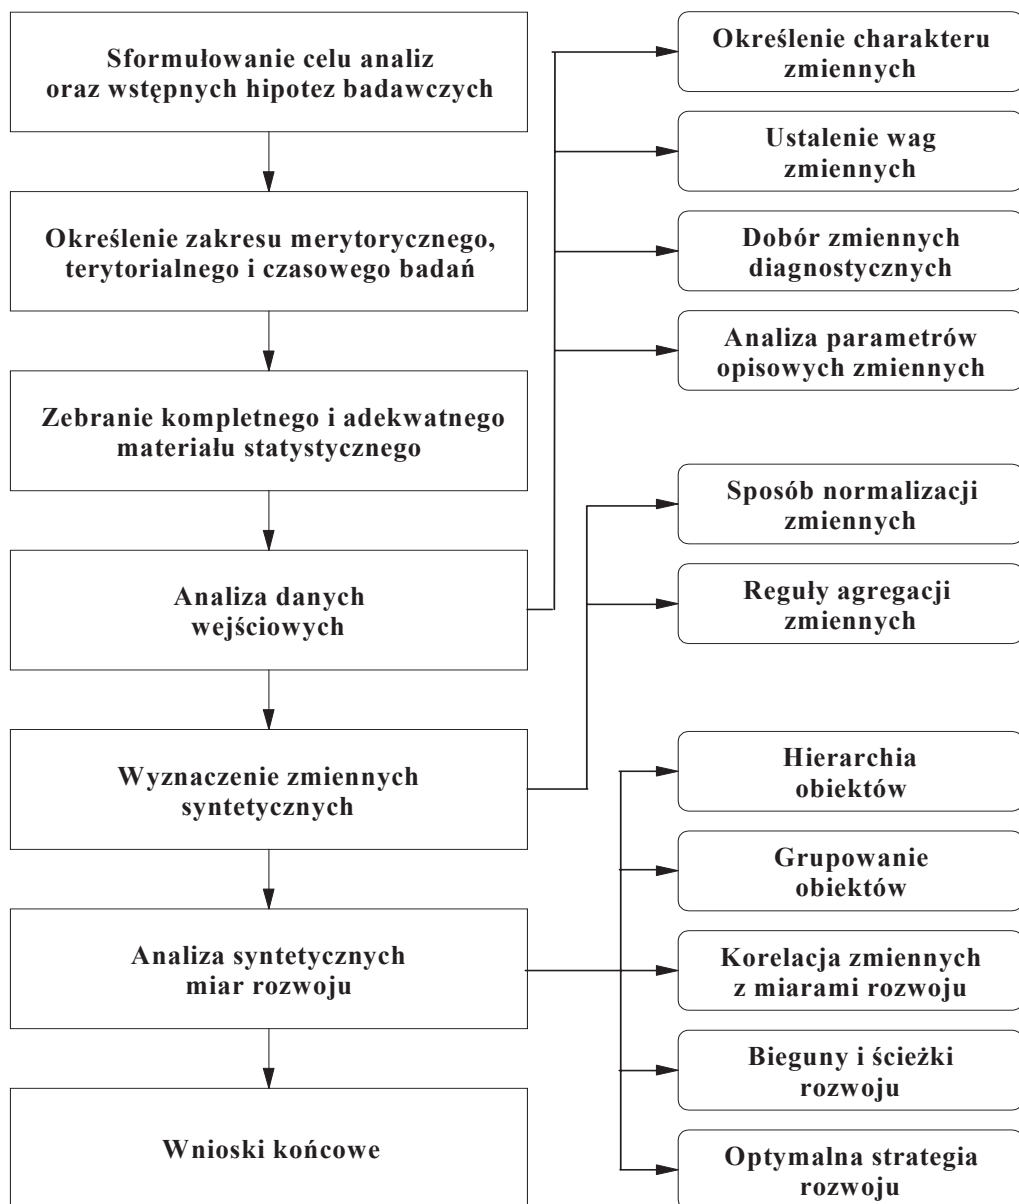 Sformułowanie celu analiz
oraz wstępnych hipotez badawczych
Określenie zakresu merytorycznego,
terytorialnego i czasowego badań
Zebranie kompletnego i adekwatnego
materiału statystycznego
Analiza danych
wejściowych
Wyznaczenie zmiennych
syntetycznych
Analiza syntetycznych
miar rozwoju
Wnioski końcowe
Określenie charakteru
zmiennych
Ustalenie wag
zmiennych
Dobór zmiennych
diagnostycznych
Analiza parametrów
opisowych zmiennych
Sposób normalizacji
zmiennych
Reguły agregacji
zmiennych
Hierarchia
obiektów
Grupowanie
obiektów
Korelacja zmiennych
z miarami rozwoju
Bieguny i ścieżki
rozwoju
Optymalna strategia
rozwoju